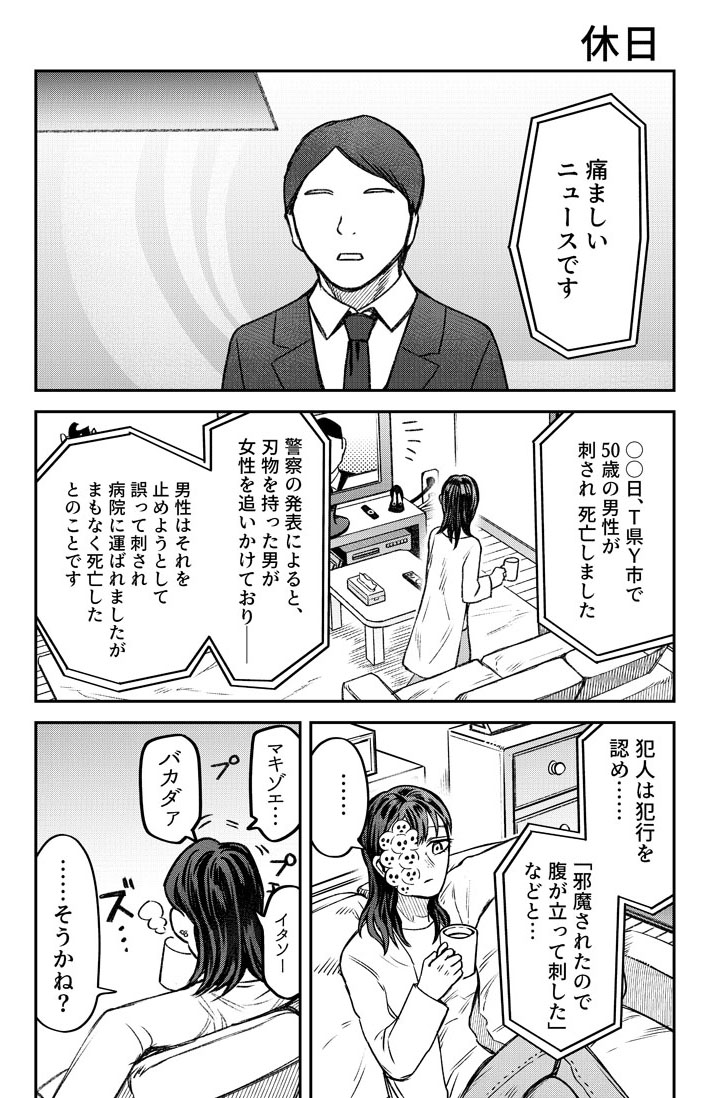 休日
痛ましい
ニュースです
○○日、T県Y市で
50歳の男性が
刺され 死亡しました
警察の発表によると、
刃物を持った男が
女性を追いかけており──
男性はそれを
止めようとして
誤って刺され
病院に運ばれましたが
まもなく死亡した
とのことです
犯人は犯行を
認め……
「邪魔されたので
腹が立って刺した」
などと…
……
マキゾエ…
プ
バカダァ
プ
イタソー
ズ…
……そうかね?